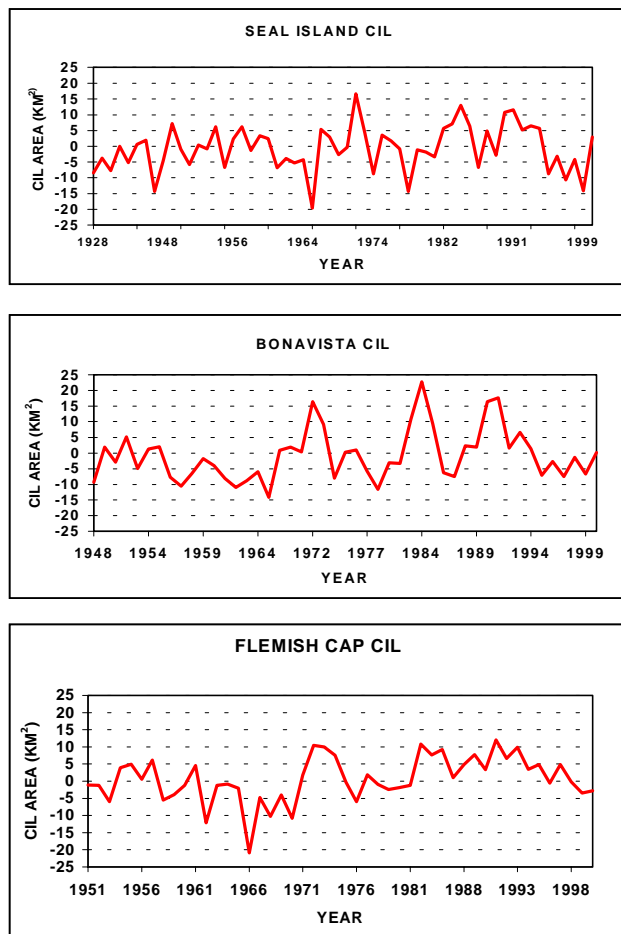 SEAL ISLAND CIL
25
20
15
10
5
0
-5
-10
-15
-20
-25
CIL AREA (KM²)
1928 1948 1956 1964 1974 1982 1991 1999
YEAR
BONAVISTA CIL
25
20
15
10
5
0
-5
-10
-15
-20
-25
CIL AREA (KM²)
1948 1954 1959 1964 1972 1977 1984 1989 1994 1999
YEAR
FLEMISH CAP CIL
25
20
15
10
5
0
-5
-10
-15
-20
-25
CIL AREA (KM²)
1951 1956 1961 1966 1971 1976 1981 1988 1993 1998
YEAR